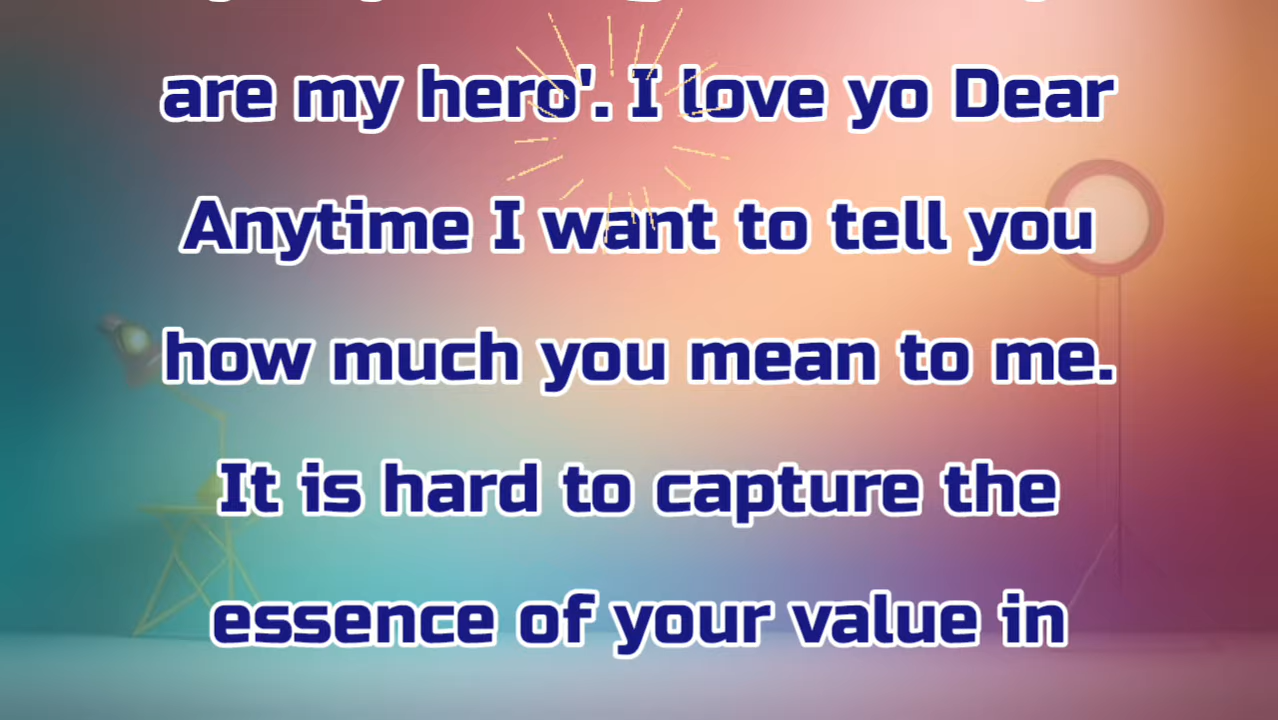 are my hero'. I love yo Dear
Anytime I want to tell you
how much you mean to me.
It is hard to capture the
essence of your value in